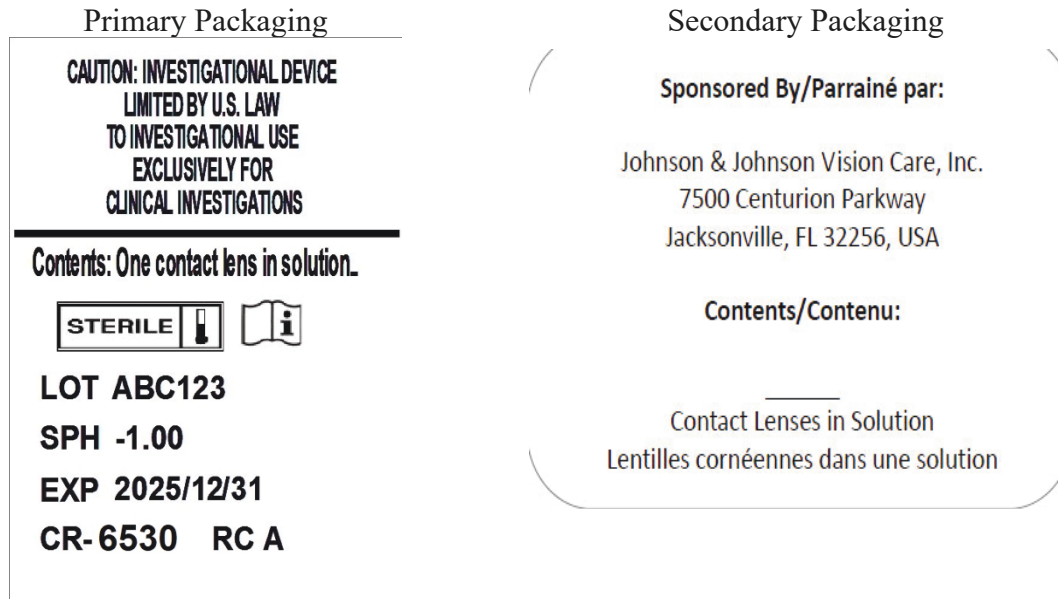 Primary Packaging
CAUTION: INVESTIGATIONAL DEVICE
LIMITED BY U.S. LAW
TO INVESTIGATIONAL USE
EXCLUSIVELY FOR
CLINICAL INVESTIGATIONS
Contents: One contact lens in solution.
STERILE
i
LOT ABC123
SPH -1.00
EXP 2025/12/31
CR-6530 RC A
Secondary Packaging
Sponsored By/Parrainé par:
Johnson & Johnson Vision Care, Inc.
7500 Centurion Parkway
Jacksonville, FL 32256, USA
Contents/Contenu:
Contact Lenses in Solution
Lentilles cornéennes dans une solution